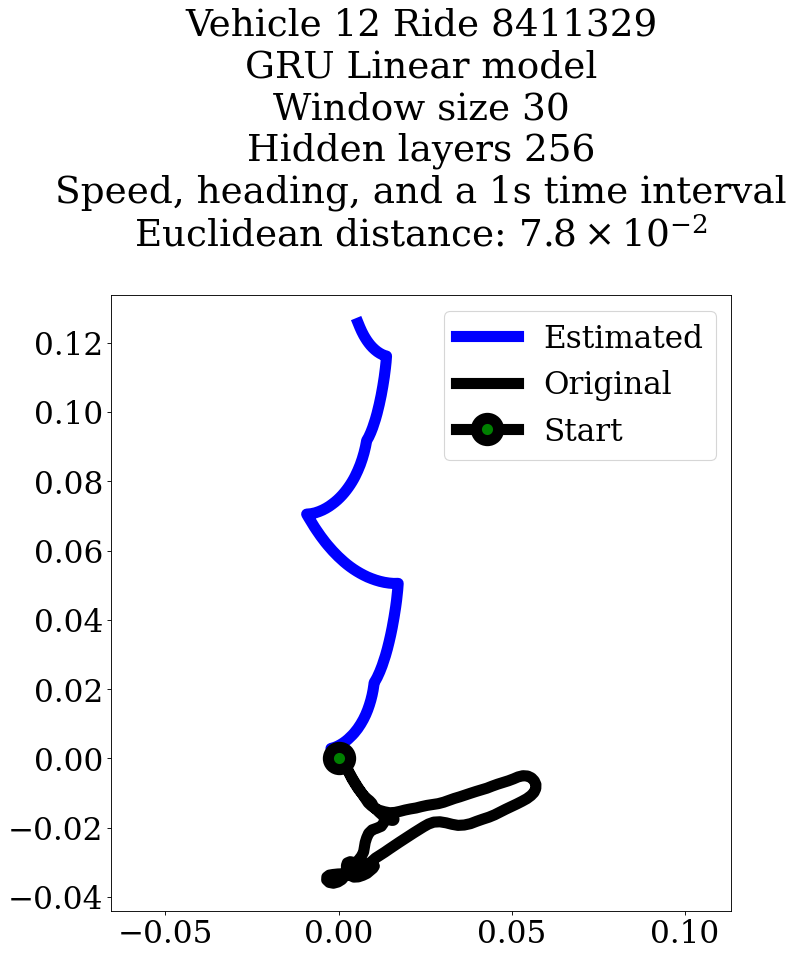 Vehicle 12 Ride 8411329
GRU Linear model
Window size 30
Hidden layers 256
Speed, heading, and a 1s time interval
Euclidean distance: 7.8 × 10⁻²
Estimated
Original
Start
0.12
0.10
0.08
0.06
0.04
0.02
0.00
−0.02
−0.04
−0.05 0.00 0.05 0.10